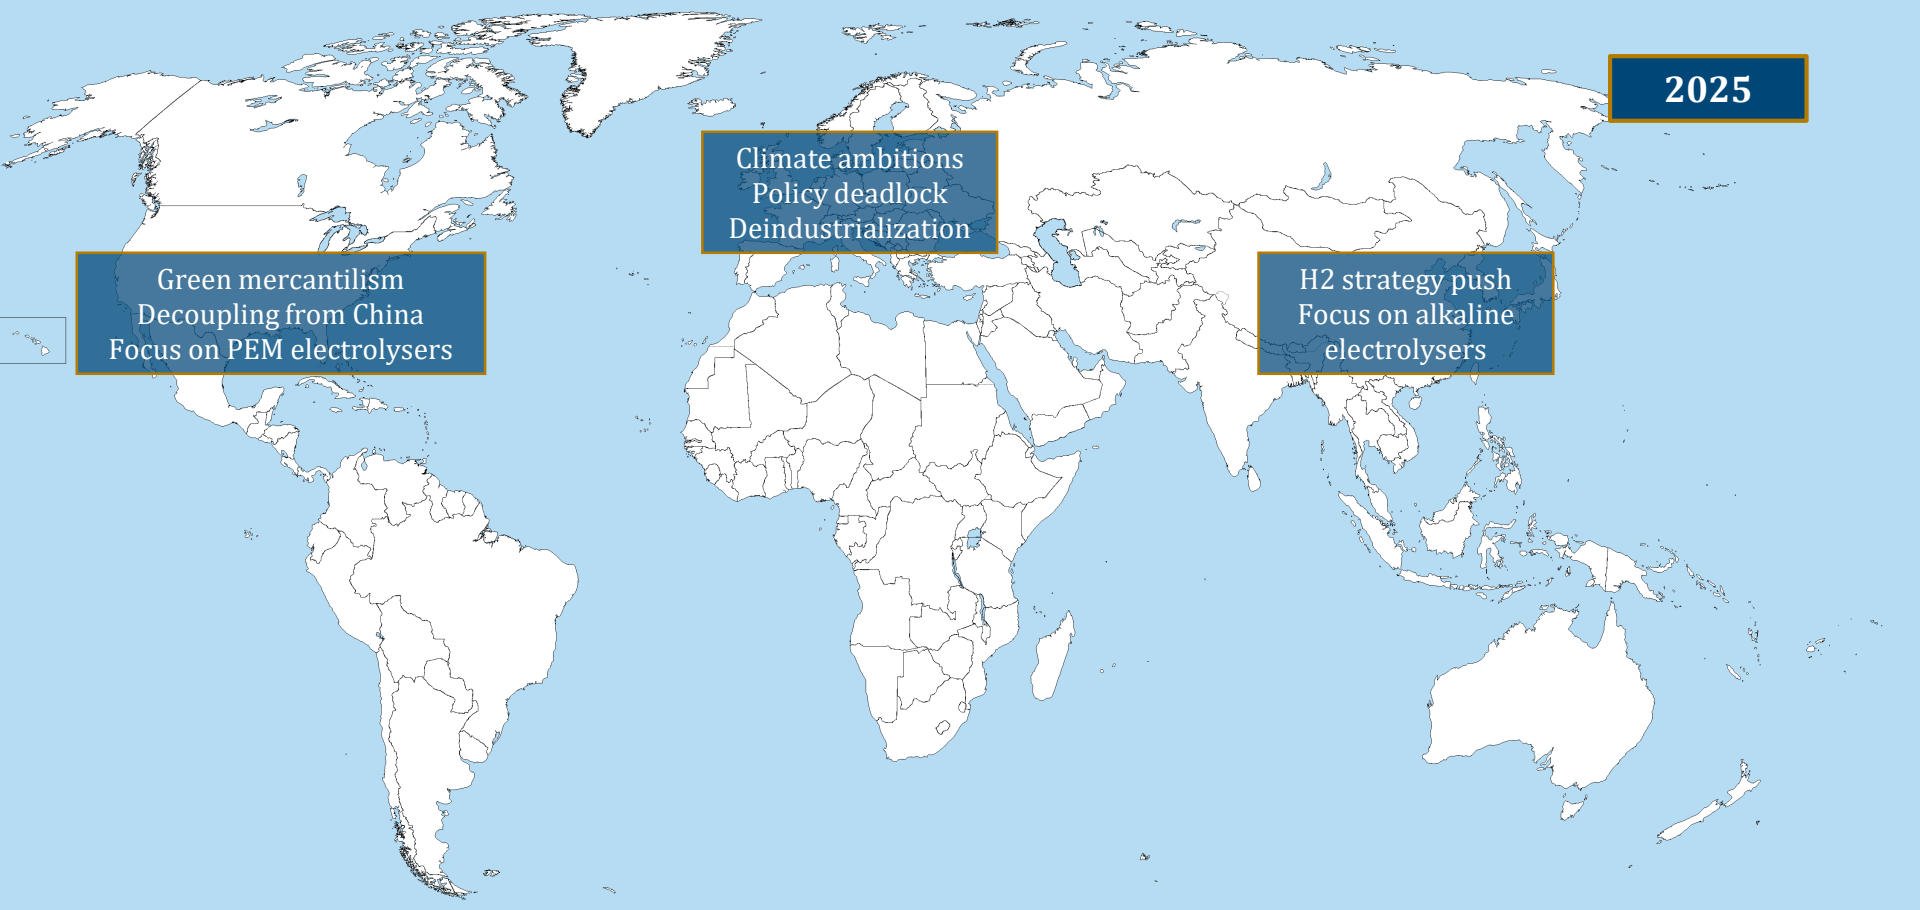 2025
Climate ambitions
Policy deadlock
Deindustrialization
Green mercantilism
Decoupling from China
Focus on PEM electrolysers
H2 strategy push
Focus on alkaline
electrolysers